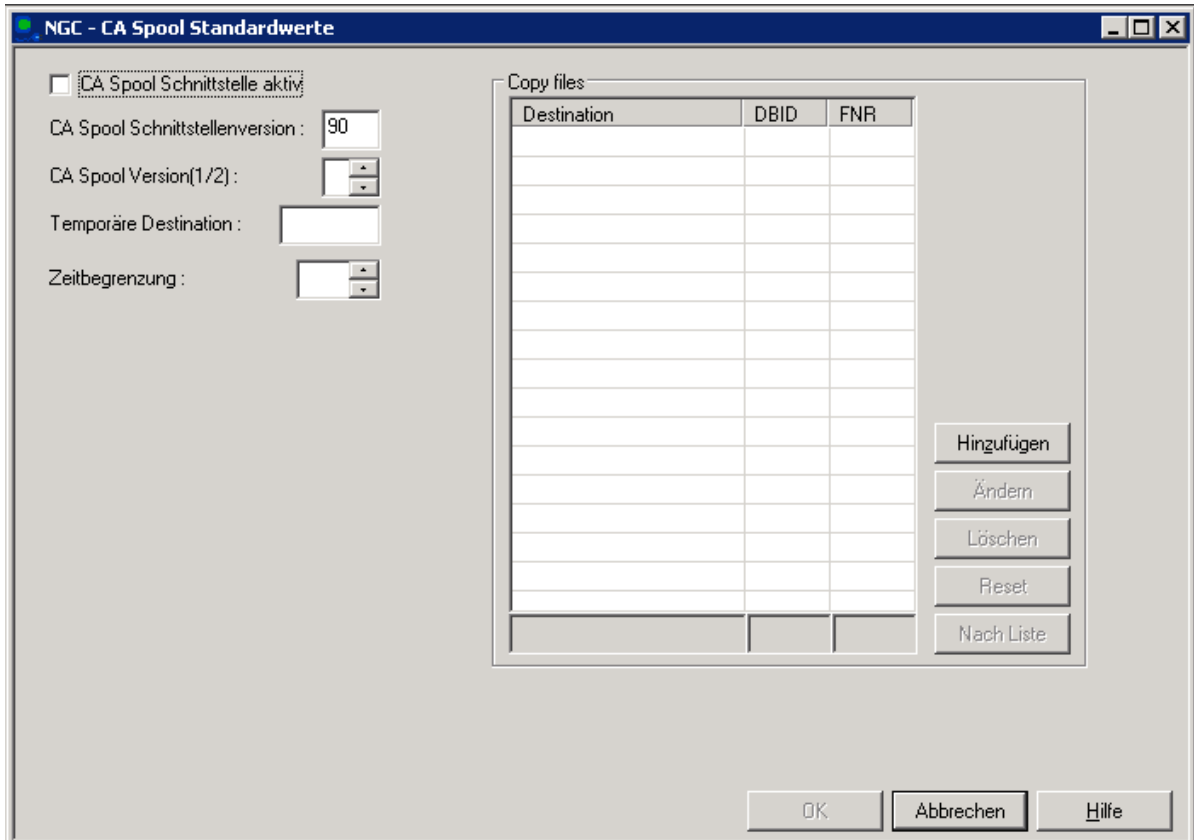 NGC - CA Spool Standardwerte
CA Spool Schnittstelle aktiv
CA Spool Schnittstellenversion : 90
CA Spool Version(1/2) :
Temporäre Destination :
Zeitbegrenzung :
Copy files
Destination DBID FNR
Hinzufügen
Ändern
Löschen
Reset
Nach Liste
OK Abbrechen Hilfe